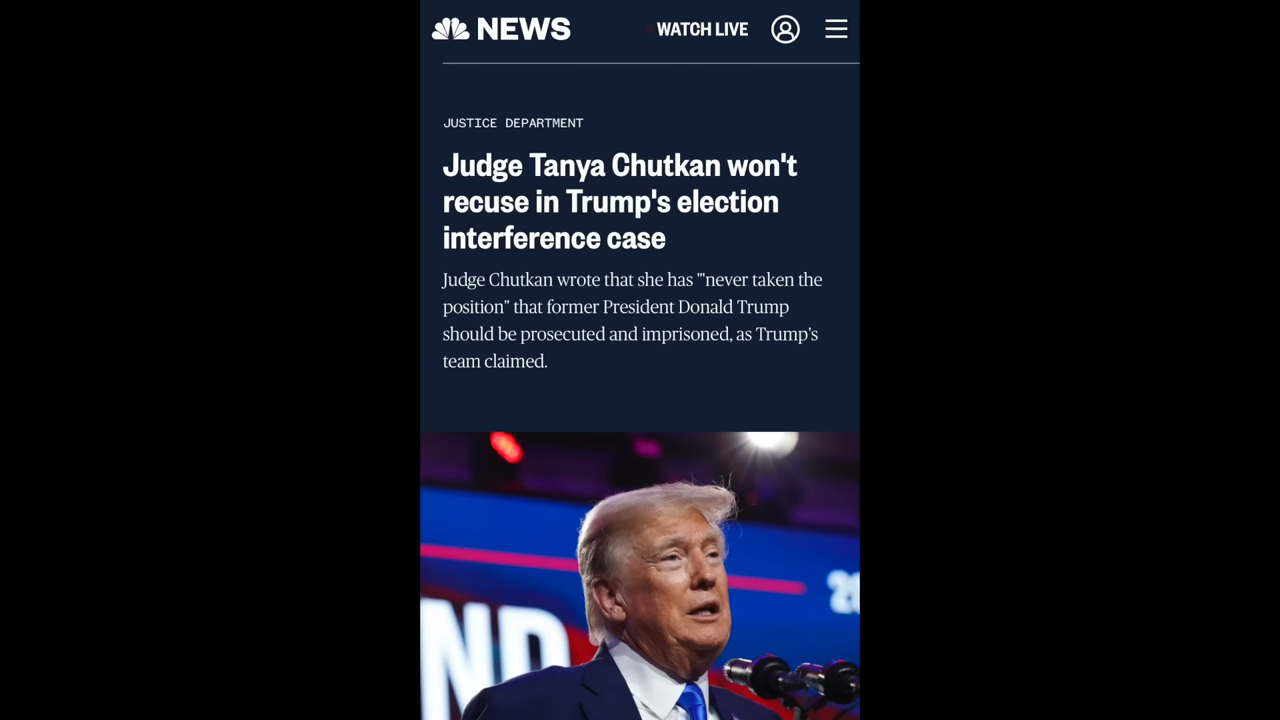 NEWS
WATCH LIVE
JUSTICE DEPARTMENT
Judge Tanya Chutkan won't
recuse in Trump's election
interference case
Judge Chutkan wrote that she has "'never taken the
position" that former President Donald Trump
should be prosecuted and imprisoned, as Trump's
team claimed.
20
ND